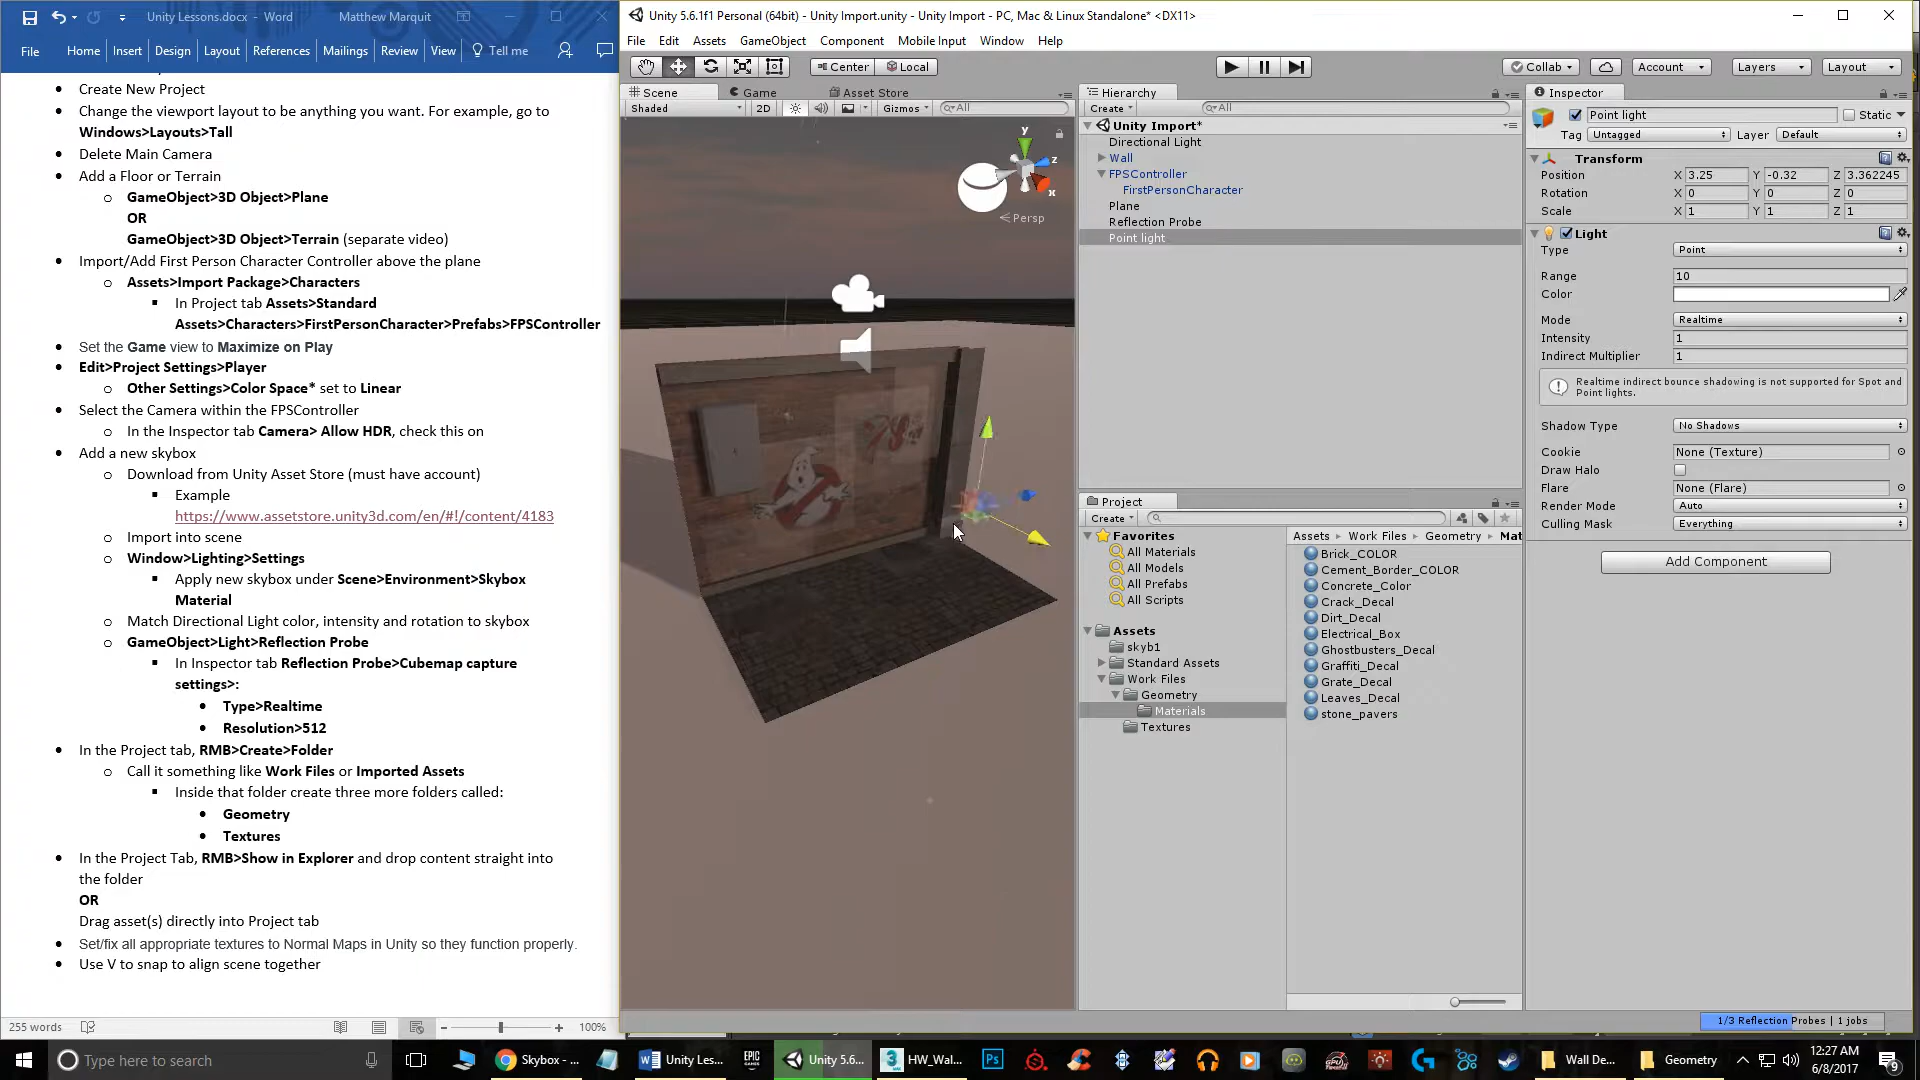 Unity Lessons.docx - Word
Matthew Marquit
File Home Insert Design Layout References Mailings Review View Tell me
Create New Project
Change the viewport layout to be anything you want. For example, go to
Windows>Layouts>Tall
Delete Main Camera
Add a Floor or Terrain
GameObject>3D Object>Plane
OR
GameObject>3D Object>Terrain (separate video)
Import/Add First Person Character Controller above the plane
Assets>Import Package>Characters
In Project tab Assets>Standard
Assets>Characters>FirstPersonCharacter>Prefabs>FPSController
Set the Game view to Maximize on Play
Edit>Project Settings>Player
Other Settings>Color Space* set to Linear
Select the Camera within the FPSController
In the Inspector tab Camera> Allow HDR, check this on
Add a new skybox
Download from Unity Asset Store (must have account)
Example
https://www.assetstore.unity3d.com/en/#!/content/4183
Import into scene
Window>Lighting>Settings
Apply new skybox under Scene>Environment>Skybox
Material
Match Directional Light color, intensity and rotation to skybox
GameObject>Light>Reflection Probe
In Inspector tab Reflection Probe>Cubemap capture
settings>:
Type>Realtime
Resolution>512
In the Project tab, RMB>Create>Folder
Call it something like Work Files or Imported Assets
Inside that folder create three more folders called:
Geometry
Textures
In the Project Tab, RMB>Show in Explorer and drop content straight into
the folder
OR
Drag asset(s) directly into Project tab
Set/fix all appropriate textures to Normal Maps in Unity so they function properly.
Use V to snap to align scene together
255 words
100%
Unity 5.6.1f1 Personal (64bit) - Unity Import.unity - Unity Import - PC, Mac & Linux Standalone* <DX11>
File Edit Assets GameObject Component Mobile Input Window Help
Center Local
Collab Account Layers Layout
Scene Game Asset Store
Shaded 2D Gizmos All
y
z
x
Persp
Hierarchy
Create All
Unity Import*
Directional Light
Wall
FPSController
FirstPersonCharacter
Plane
Reflection Probe
Point light
Project
Create
Favorites
All Materials
All Models
All Prefabs
All Scripts
Assets
skyb1
Standard Assets
Work Files
Geometry
Materials
Textures
Assets Work Files Geometry Mat
Brick_COLOR
Cement_Border_COLOR
Concrete_Color
Crack_Decal
Dirt_Decal
Electrical_Box
Ghostbusters_Decal
Graffiti_Decal
Grate_Decal
Leaves_Decal
stone_pavers
Inspector
Point light Static
Tag Untagged Layer Default
Transform
Position X 3.25 Y -0.32 Z 3.362245
Rotation X 0 Y 0 Z 0
Scale X 1 Y 1 Z 1
Light
Type Point
Range 10
Color
Mode Realtime
Intensity 1
Indirect Multiplier 1
Realtime indirect bounce shadowing is not supported for Spot and
Point lights.
Shadow Type No Shadows
Cookie None (Texture)
Draw Halo
Flare None (Flare)
Render Mode Auto
Culling Mask Everything
Add Component
1/3 Reflection Probes | 1 jobs
Type here to search
Skybox - ...
Unity Les...
EPIC GAMES
Unity 5.6...
HW_Wal...
Ps
Wall De...
Geometry
12:27 AM
6/8/2017
9